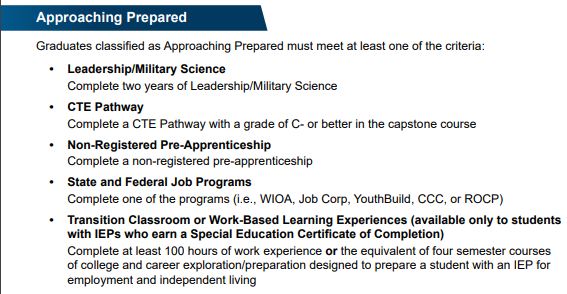 Approaching Prepared
Graduates classified as Approaching Prepared must meet at least one of the criteria:
• Leadership/Military Science
Complete two years of Leadership/Military Science
• CTE Pathway
Complete a CTE Pathway with a grade of C- or better in the capstone course
• Non-Registered Pre-Apprenticeship
Complete a non-registered pre-apprenticeship
• State and Federal Job Programs
Complete one of the programs (i.e., WIOA, Job Corp, YouthBuild, CCC, or ROCP)
• Transition Classroom or Work-Based Learning Experiences (available only to students
with IEPs who earn a Special Education Certificate of Completion)
Complete at least 100 hours of work experience or the equivalent of four semester courses
of college and career exploration/preparation designed to prepare a student with an IEP for
employment and independent living